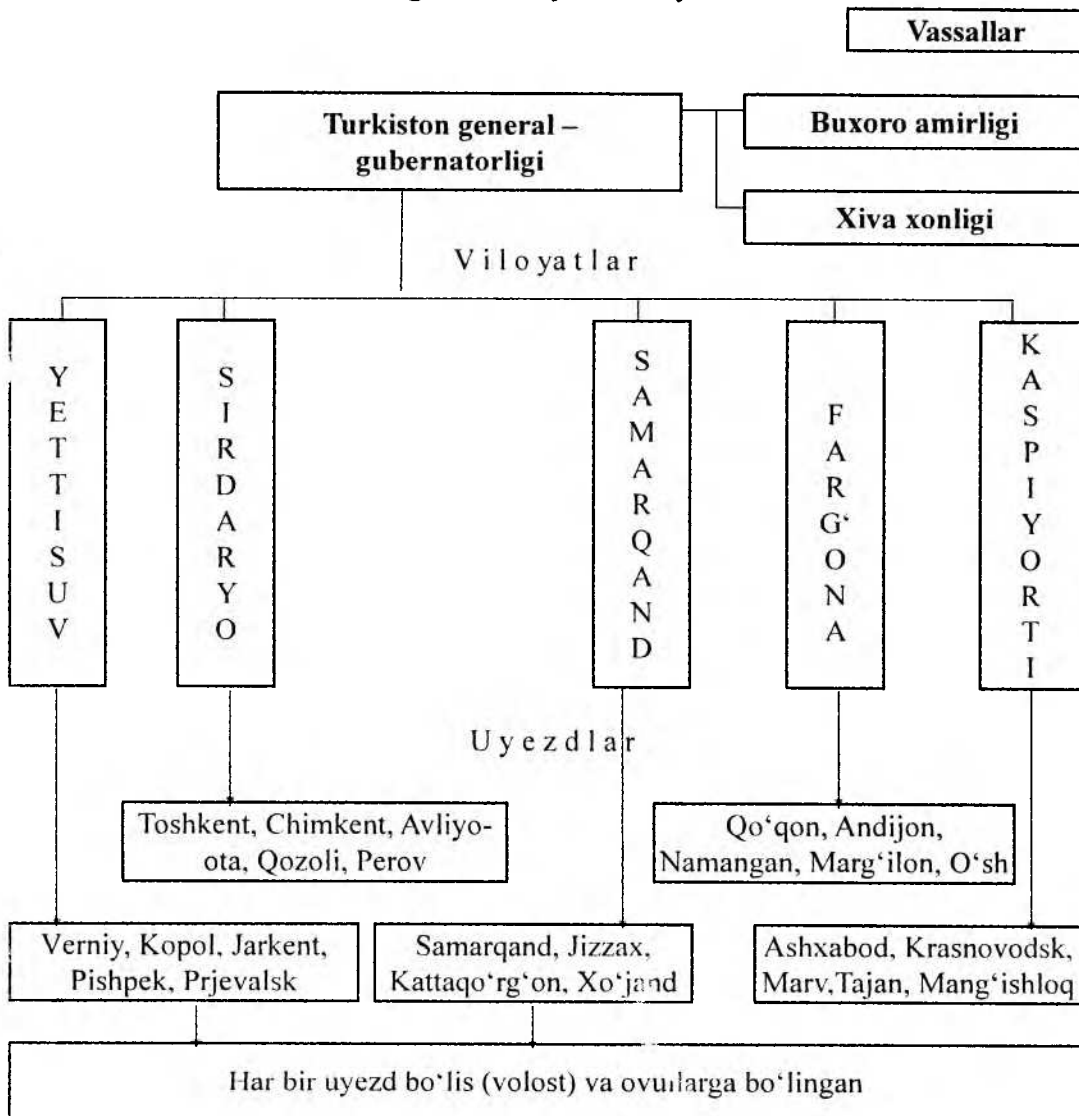 Vassallar
Turkiston general –
gubernatorligi
Buxoro amirligi
Xiva xonligi
Viloyatlar
YETTISUV
SIRDARYO
SAMARQAND
FARG‘ONA
KASPIYORTI
Uyezdlar
Toshkent, Chimkent, Avliyo-
ota, Qozoli, Perov
Qo‘qon, Andijon,
Namangan, Marg‘ilon, O‘sh
Verniy, Kopol, Jarkent,
Pishpek, Prjevalsk
Samarqand, Jizzax,
Kattaqo‘rg‘on, Xo‘jand
Ashxabod, Krasnovodsk,
Marv,Tajan, Mang‘ishloq
Har bir uyezd bo‘lis (volost) va ovullarga bo‘lingan